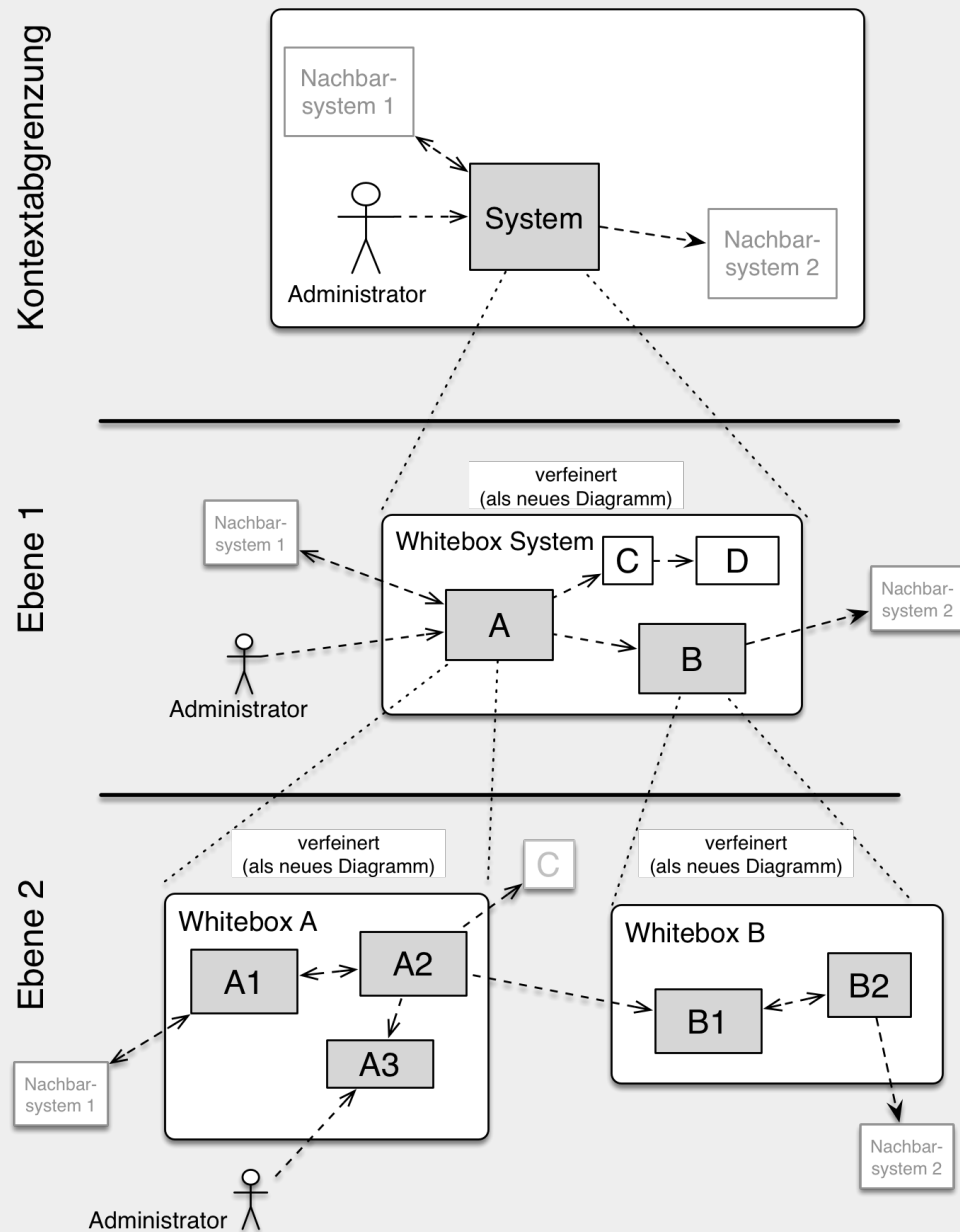 Kontextabgrenzung
Nachbar-
system 1
System
Nachbar-
system 2
Administrator
Ebene 1
verfeinert
(als neues Diagramm)
Nachbar-
system 1
Whitebox System
C
D
A
B
Nachbar-
system 2
Administrator
Ebene 2
verfeinert
(als neues Diagramm)
verfeinert
(als neues Diagramm)
C
Whitebox A
A1
A2
A3
Nachbar-
system 1
Administrator
Whitebox B
B1
B2
Nachbar-
system 2